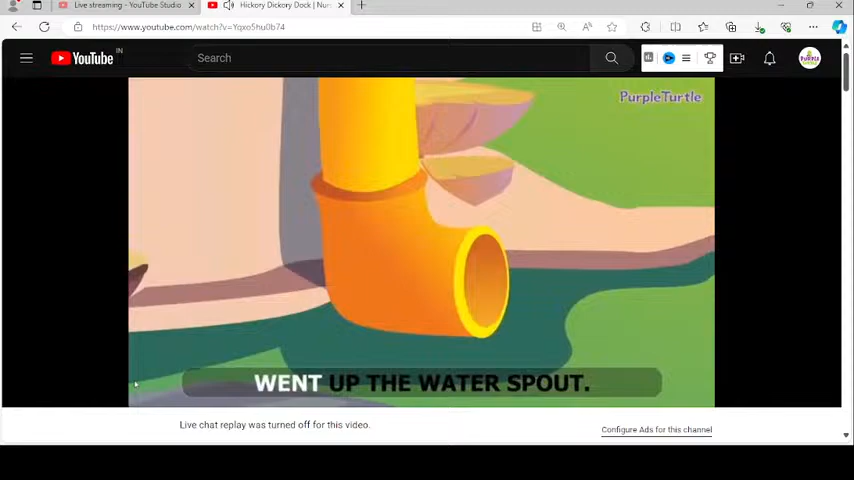 Live streaming - YouTube Studio
Hickory Dickory Dock | Nurs
https://www.youtube.com/watch?v=Yqxo5hu0b74
YouTube IN
Search
PurpleTurtle
WENT UP THE WATER SPOUT.
Live chat replay was turned off for this video.
Configure Ads for this channel